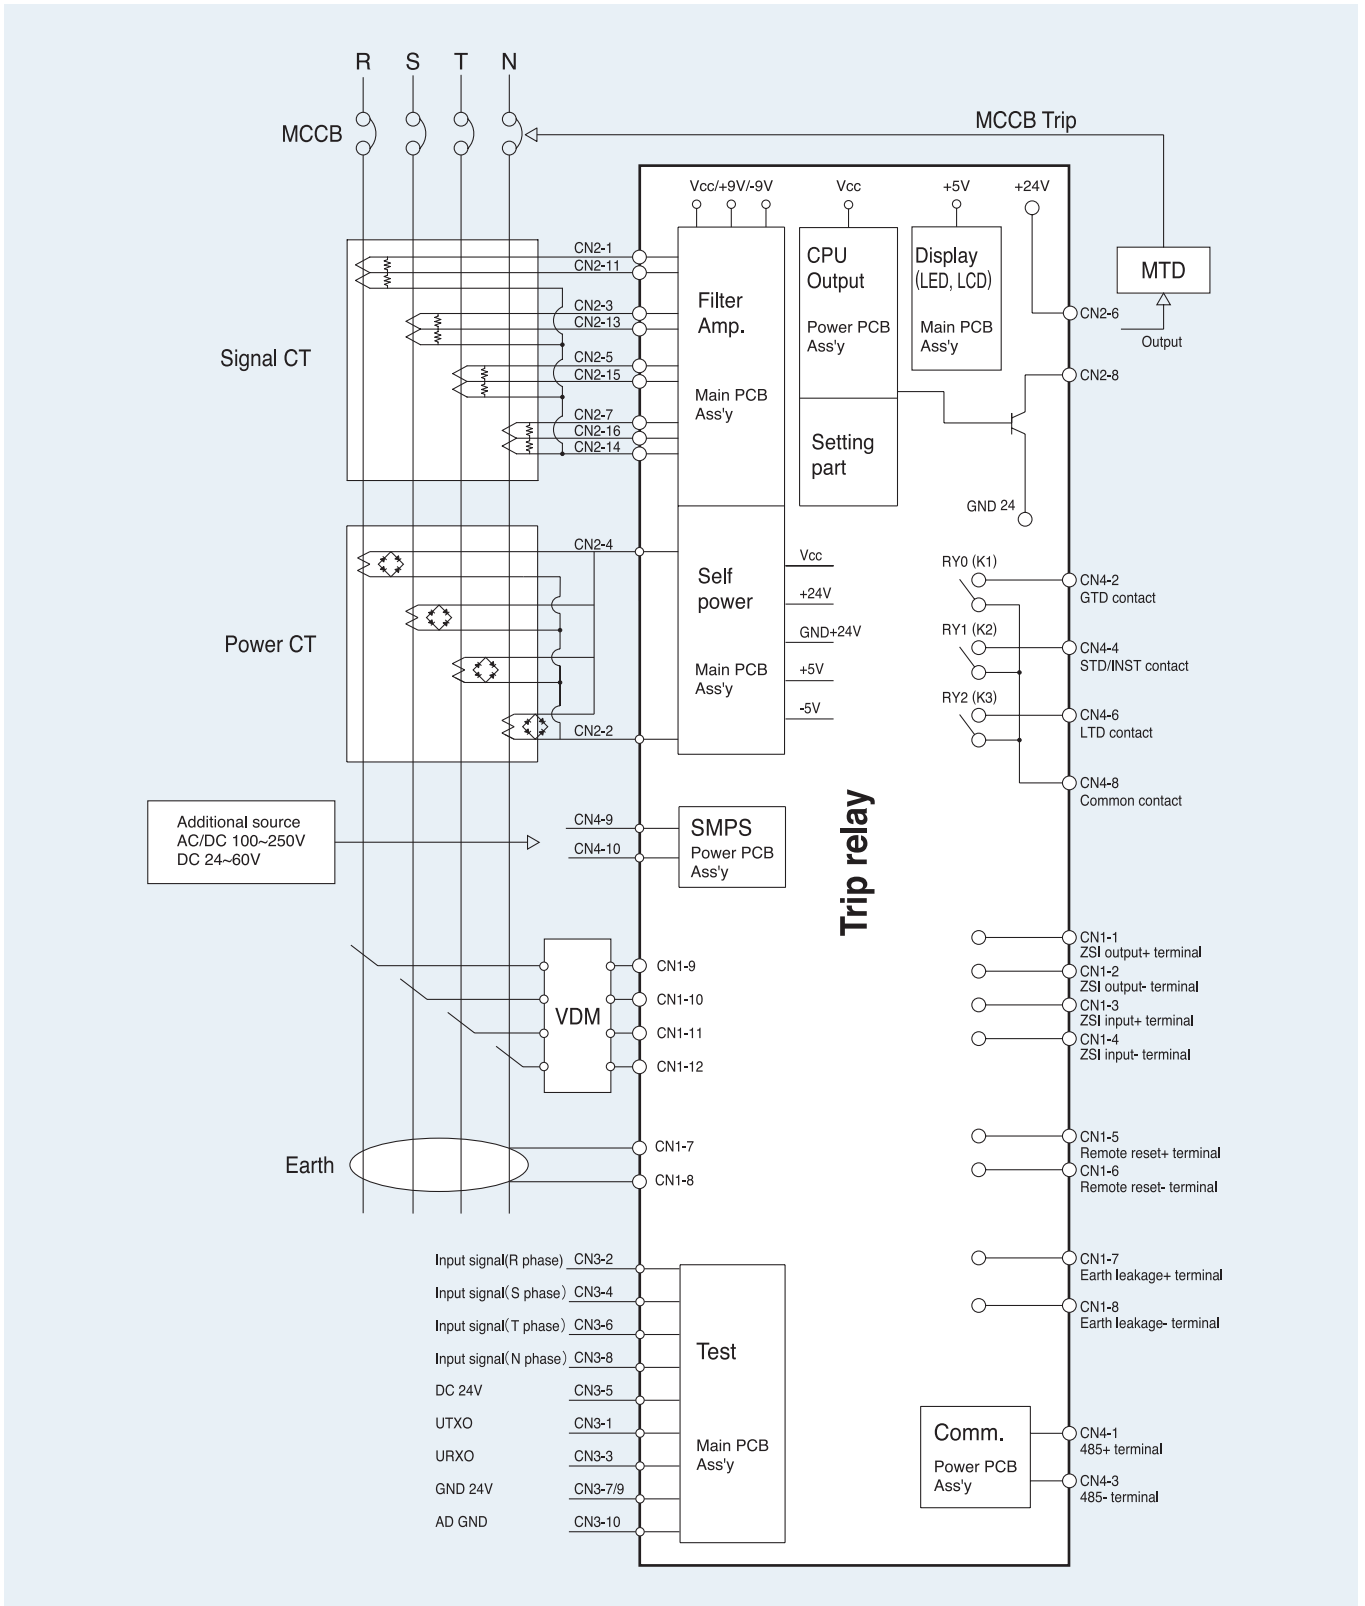 R S T N
MCCB
MCCB Trip
Vcc/+9V/-9V
Vcc
+5V
+24V
CN2-1
CN2-11
CN2-3
CN2-13
CN2-5
CN2-15
CN2-7
CN2-16
CN2-14
Signal CT
Filter
Amp.
Main PCB
Ass'y
CPU
Output
Power PCB
Ass'y
Setting
part
Display
(LED, LCD)
Main PCB
Ass'y
MTD
Output
CN2-6
CN2-8
GND 24
CN2-4
CN2-2
Power CT
Self
power
Main PCB
Ass'y
Vcc
+24V
GND+24V
+5V
-5V
RY0 (K1)
RY1 (K2)
RY2 (K3)
CN4-2
GTD contact
CN4-4
STD/INST contact
CN4-6
LTD contact
CN4-8
Common contact
Additional source
AC/DC 100~250V
DC 24~60V
CN4-9
CN4-10
SMPS
Power PCB
Ass'y
Trip relay
VDM
CN1-9
CN1-10
CN1-11
CN1-12
CN1-1
ZSI output+ terminal
CN1-2
ZSI output- terminal
CN1-3
ZSI input+ terminal
CN1-4
ZSI input- terminal
Earth
CN1-7
CN1-8
CN1-5
Remote reset+ terminal
CN1-6
Remote reset- terminal
CN1-7
Earth leakage+ terminal
CN1-8
Earth leakage- terminal
Input signal(R phase) CN3-2
Input signal(S phase) CN3-4
Input signal(T phase) CN3-6
Input signal(N phase) CN3-8
DC 24V CN3-5
UTXO CN3-1
URXO CN3-3
GND 24V CN3-7/9
AD GND CN3-10
Test
Main PCB
Ass'y
Comm.
Power PCB
Ass'y
CN4-1
485+ terminal
CN4-3
485- terminal